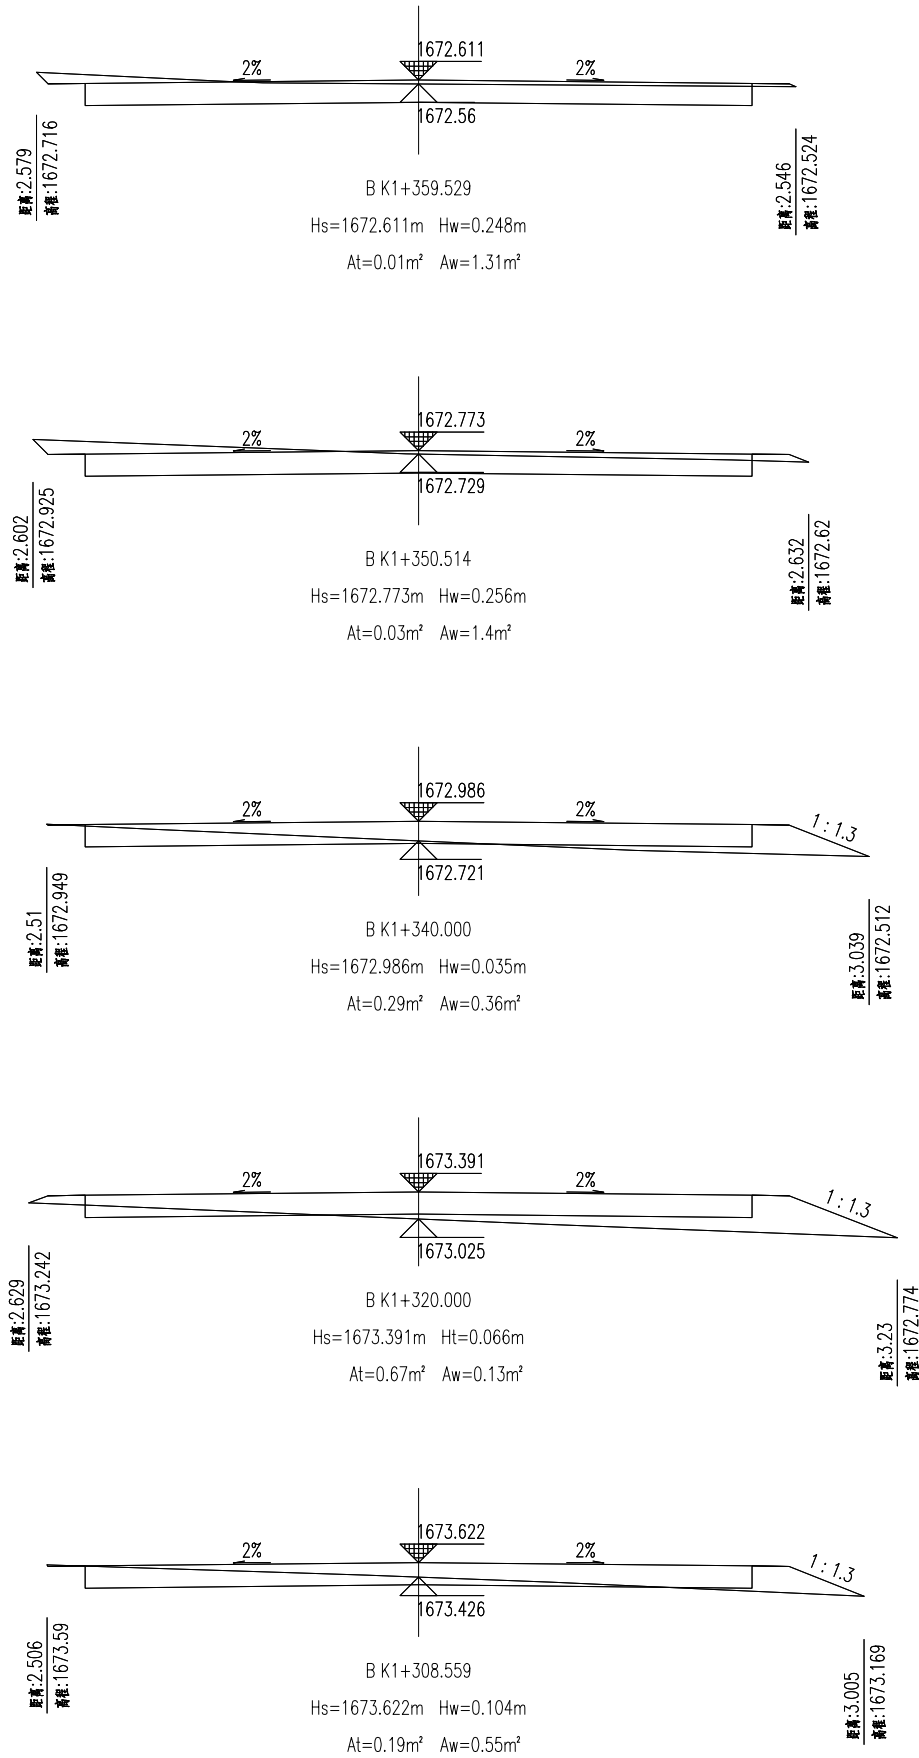 1672.611
2%
2%
1672.56
距离:2.579
高程:1672.716
距离:2.546
高程:1672.524
B K1+359.529
Hs=1672.611m Hw=0.248m
At=0.01m² Aw=1.31m²
1672.773
2%
2%
1672.729
距离:2.602
高程:1672.925
距离:2.632
高程:1672.62
B K1+350.514
Hs=1672.773m Hw=0.256m
At=0.03m² Aw=1.4m²
1672.986
2%
2%
1:1.3
1672.721
距离:2.51
高程:1672.949
距离:3.039
高程:1672.512
B K1+340.000
Hs=1672.986m Hw=0.035m
At=0.29m² Aw=0.36m²
1673.391
2%
2%
1:1.3
1673.025
距离:2.629
高程:1673.242
距离:3.23
高程:1672.774
B K1+320.000
Hs=1673.391m Ht=0.066m
At=0.67m² Aw=0.13m²
1673.622
2%
2%
1:1.3
1673.426
距离:2.506
高程:1673.59
距离:3.005
高程:1673.169
B K1+308.559
Hs=1673.622m Hw=0.104m
At=0.19m² Aw=0.55m²